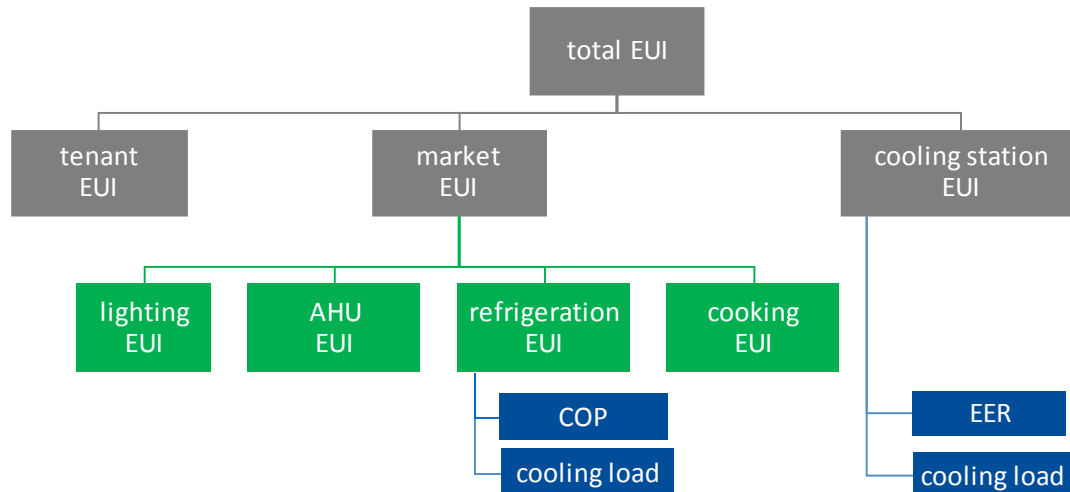 total EUI
tenant
EUI
market
EUI
cooling station
EUI
lighting
EUI
AHU
EUI
refrigeration
EUI
cooking
EUI
COP
cooling load
EER
cooling load